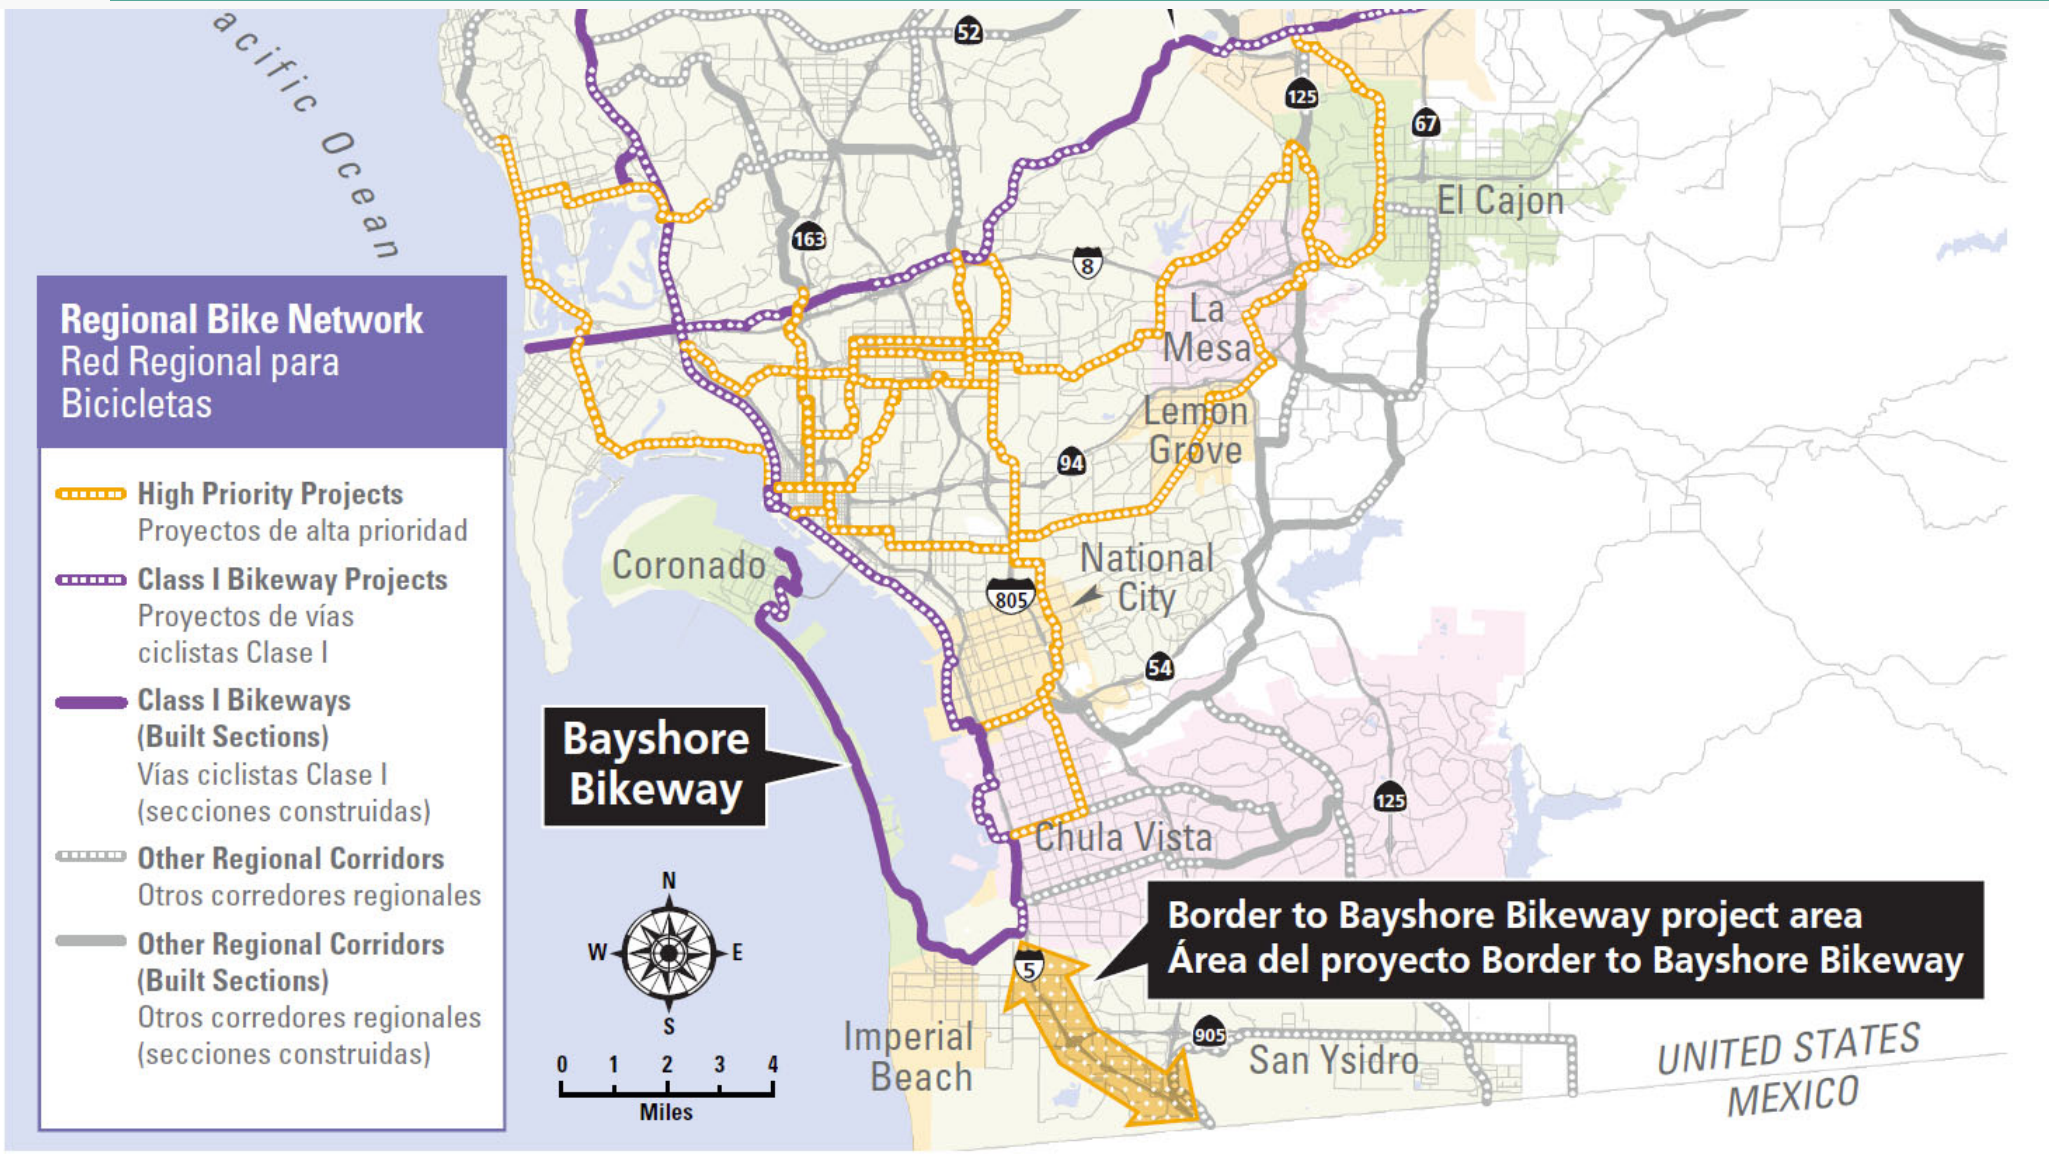 acific Ocean
52
125
67
El Cajon
163
8
La
Mesa
Regional Bike Network
Red Regional para
Bicicletas
Lemon
Grove
94
High Priority Projects
Proyectos de alta prioridad
Class I Bikeway Projects
Proyectos de vías
ciclistas Clase I
Class I Bikeways
(Built Sections)
Vías ciclistas Clase I
(secciones construidas)
Other Regional Corridors
Otros corredores regionales
Other Regional Corridors
(Built Sections)
Otros corredores regionales
(secciones construidas)
Coronado
National
City
805
54
Bayshore
Bikeway
125
Chula Vista
N
W
E
S
0 1 2 3 4
Miles
Border to Bayshore Bikeway project area
Área del proyecto Border to Bayshore Bikeway
5
Imperial
Beach
905
San Ysidro
UNITED STATES
MEXICO